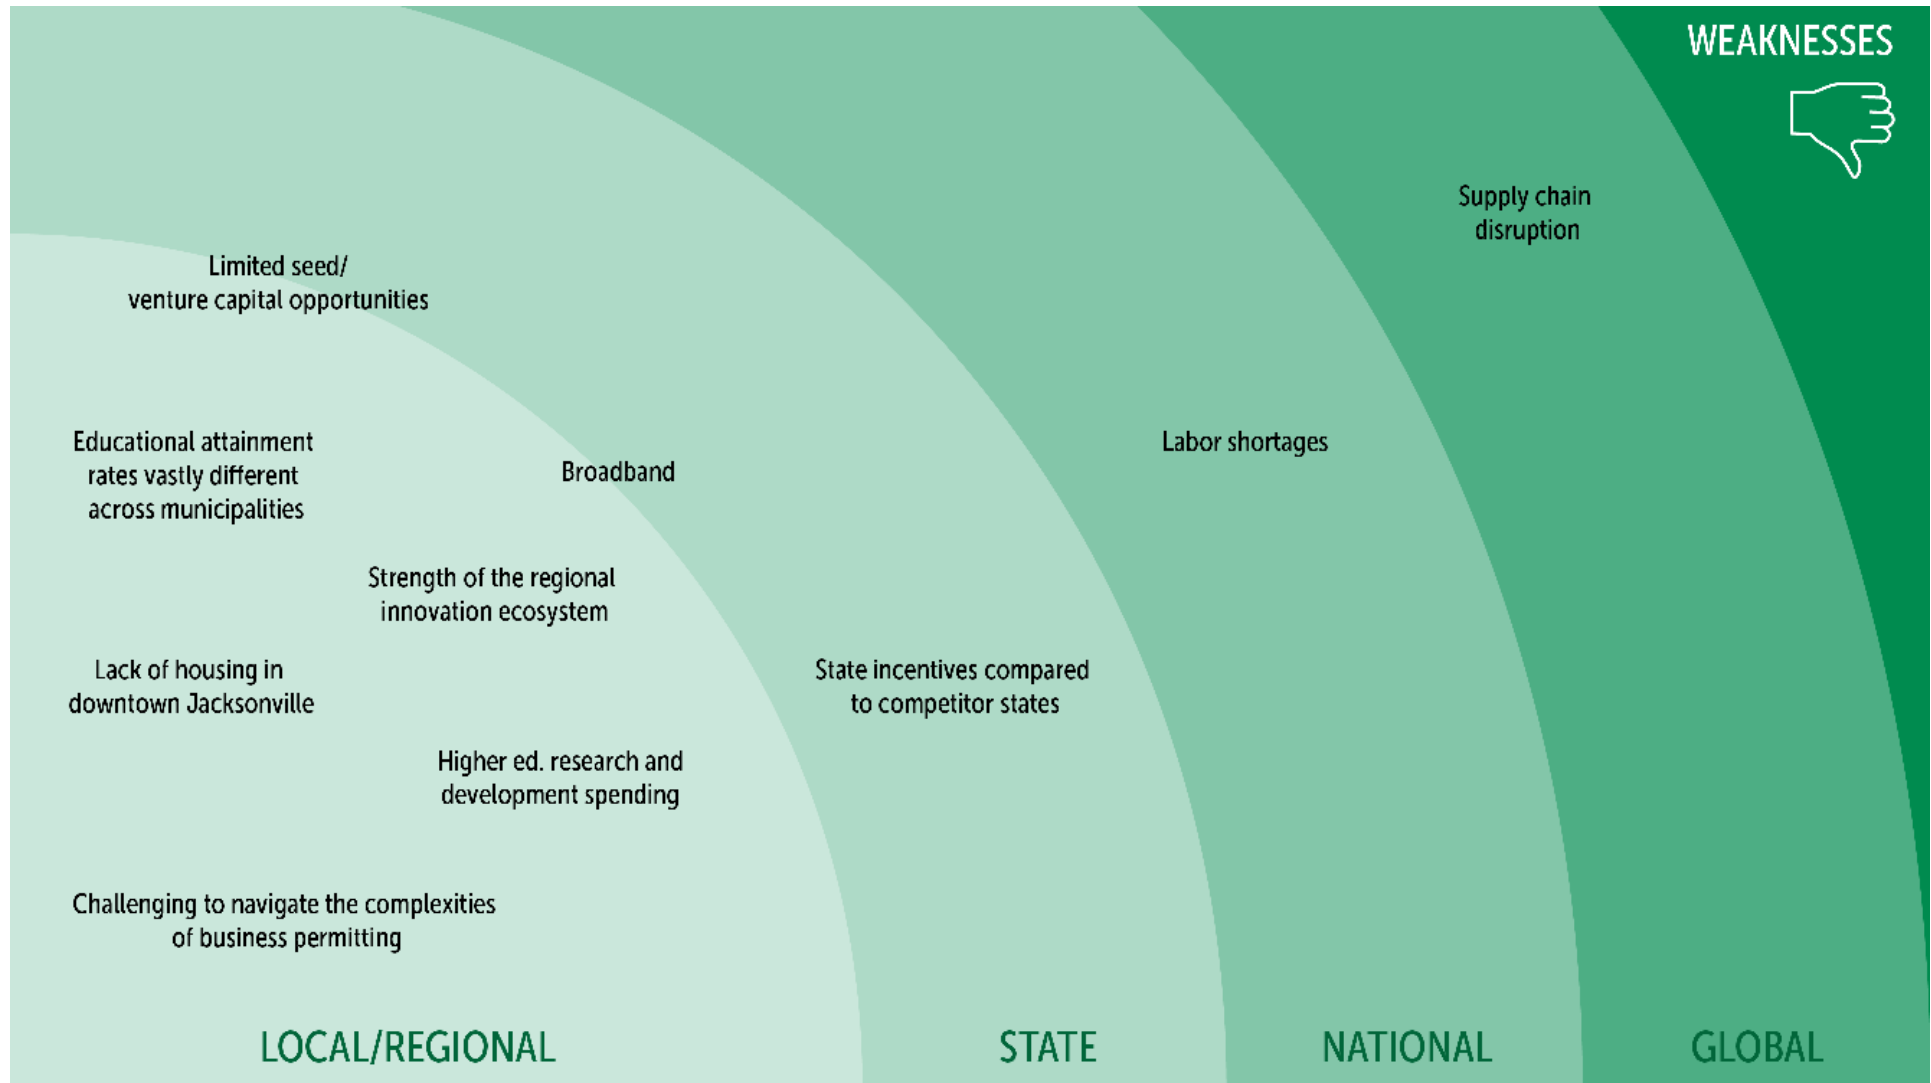 WEAKNESSES
Supply chain
disruption
Limited seed/
venture capital opportunities
Educational attainment
rates vastly different
across municipalities
Broadband
Labor shortages
Strength of the regional
innovation ecosystem
Lack of housing in
downtown Jacksonville
State incentives compared
to competitor states
Higher ed. research and
development spending
Challenging to navigate the complexities
of business permitting
LOCAL/REGIONAL
STATE
NATIONAL
GLOBAL